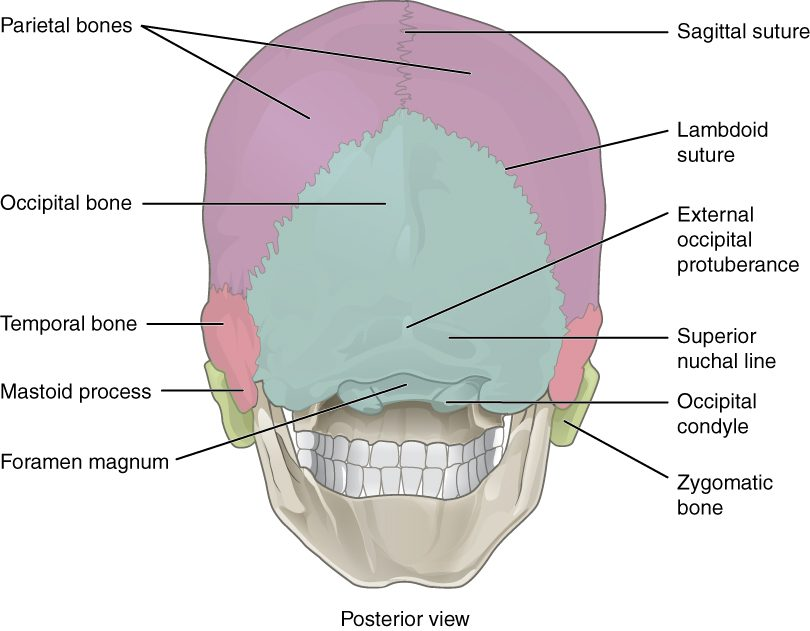 Parietal bones
Occipital bone
Temporal bone
Mastoid process
Foramen magnum
Sagittal suture
Lambdoid
suture
External
occipital
protuberance
Superior
nuchal line
Occipital
condyle
Zygomatic
bone
Posterior view